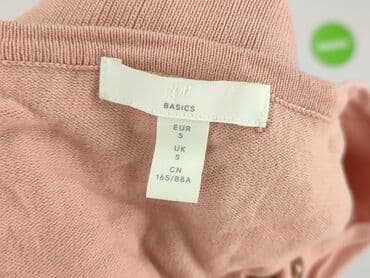 H&M
BASICS
EUR
S
UK
S
CN
165/88A